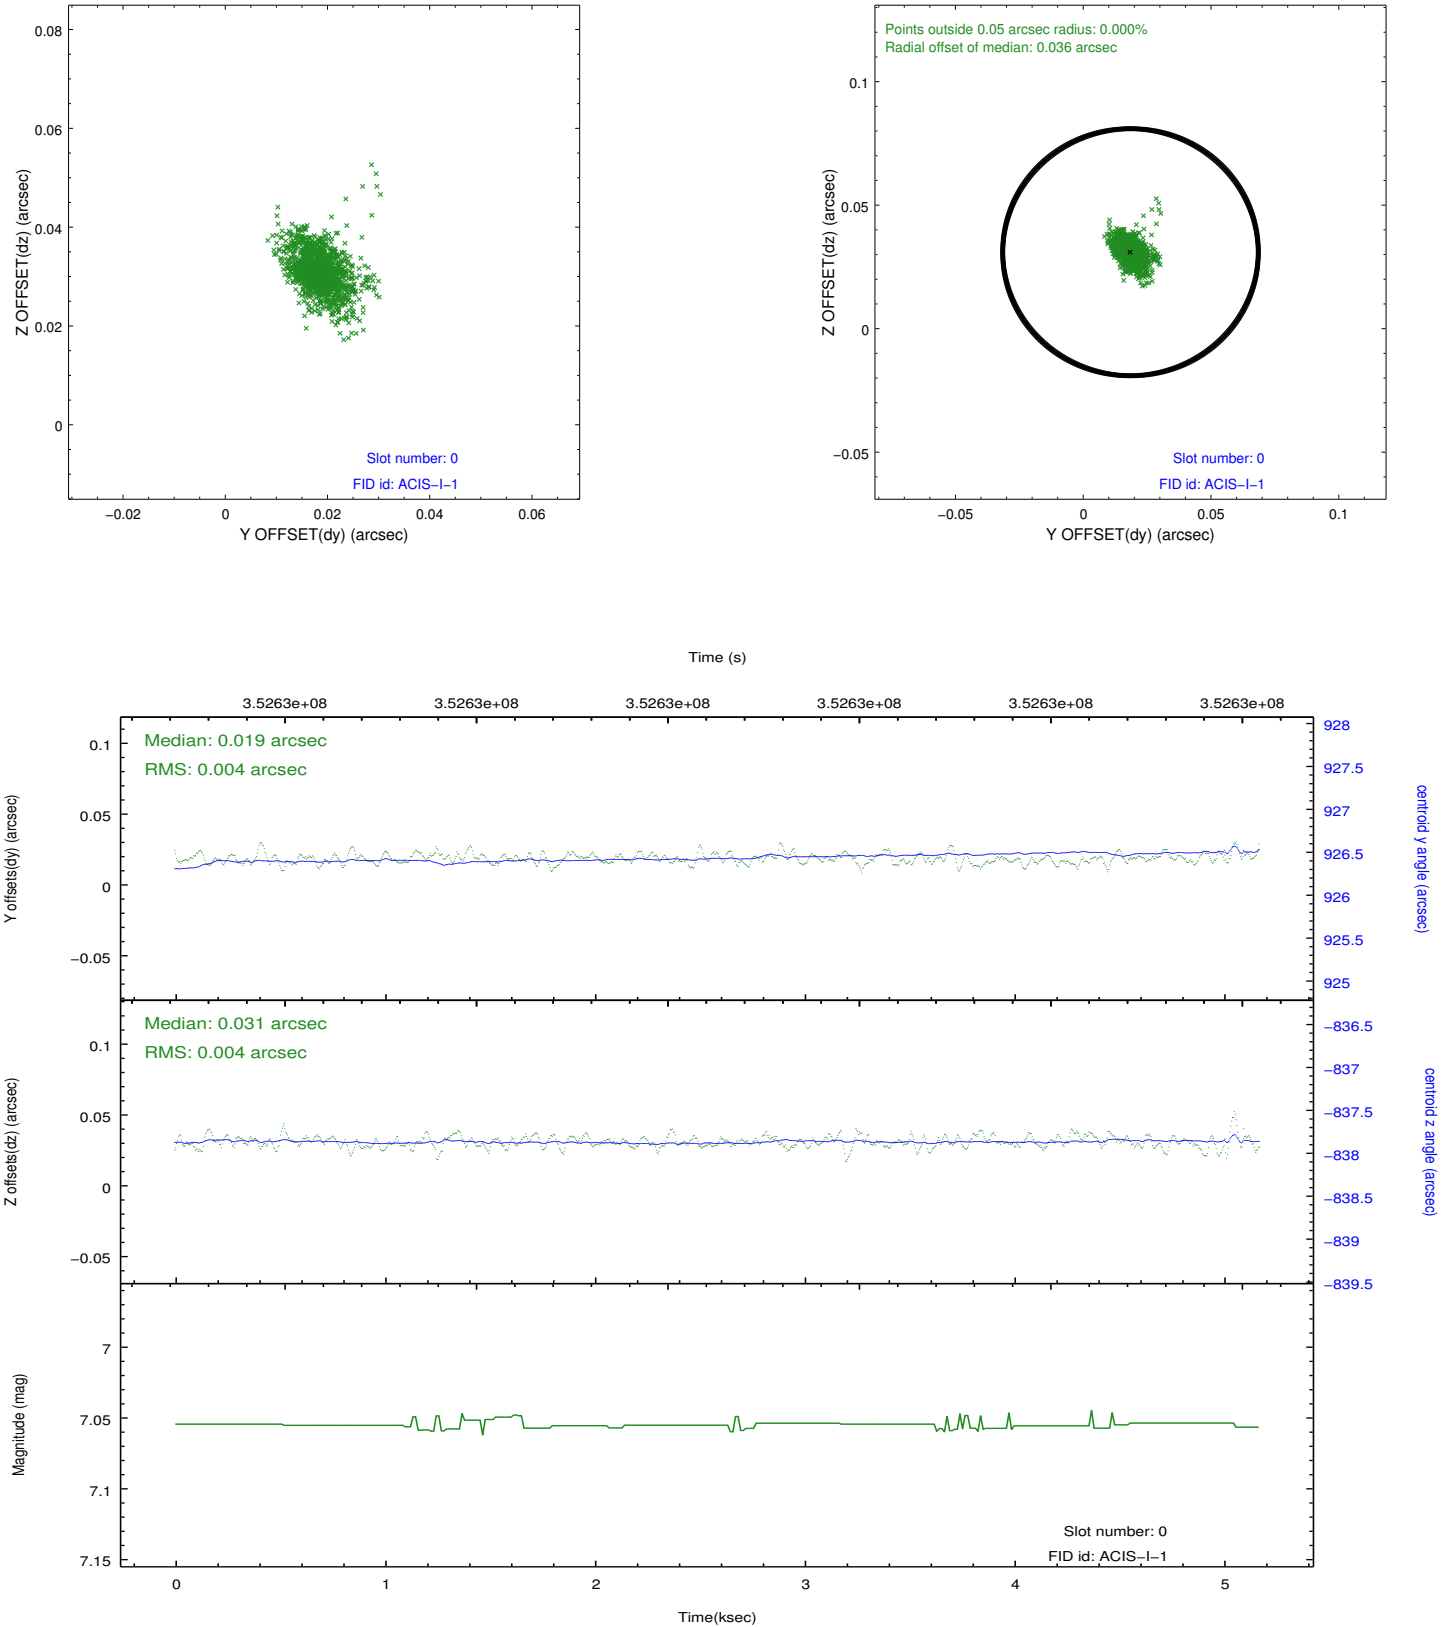 0.08
0.06
0.04
0.02
0
−0.02
0
0.02
0.04
0.06
Z OFFSET(dz) (arcsec)
Y OFFSET(dy) (arcsec)
Slot number: 0
FID id: ACIS−I−1
Points outside 0.05 arcsec radius: 0.000%
Radial offset of median: 0.036 arcsec
0.1
0.05
0
−0.05
−0.05
0
0.05
0.1
Z OFFSET(dz) (arcsec)
Y OFFSET(dy) (arcsec)
Slot number: 0
FID id: ACIS−I−1
Time (s)
3.5263e+08
3.5263e+08
3.5263e+08
3.5263e+08
3.5263e+08
3.5263e+08
Median: 0.019 arcsec
RMS: 0.004 arcsec
0.1
0.05
0
−0.05
Y offsets(dy) (arcsec)
928
927.5
927
926.5
926
925.5
925
centroid y angle (arcsec)
Median: 0.031 arcsec
RMS: 0.004 arcsec
0.1
0.05
0
−0.05
Z offsets(dz) (arcsec)
−836.5
−837
−837.5
−838
−838.5
−839
−839.5
centroid z angle (arcsec)
7
7.05
7.1
7.15
Magnitude (mag)
Slot number: 0
FID id: ACIS−I−1
0
1
2
3
4
5
Time(ksec)